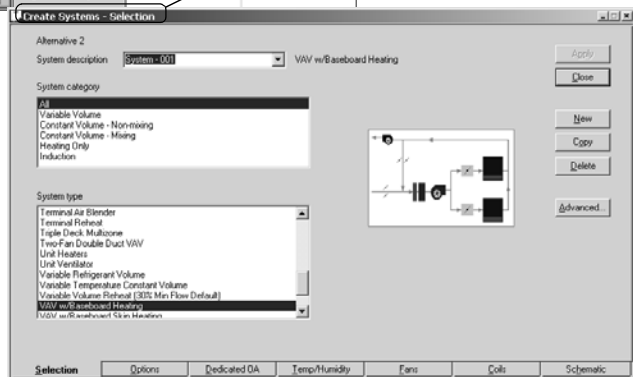 Create Systems - Selection
Alternative 2
System description
System - 001
VAV w/Baseboard Heating
Apply
Close
System category
All
Variable Volume
Constant Volume - Non-mixing
Constant Volume - Mixing
Heating Only
Induction
New
Copy
Delete
Advanced...
System type
Terminal Air Blender
Terminal Reheat
Triple Deck Multizone
Two-Fan Double Duct VAV
Unit Heaters
Unit Ventilator
Variable Refrigerant Volume
Variable Temperature Constant Volume
Variable Volume Reheat (30% Min Flow Default)
VAV w/Baseboard Heating
VAV w/Baseboard Skin Heating
Selection Options Dedicated OA Temp/Humidity Fans Coils Schematic